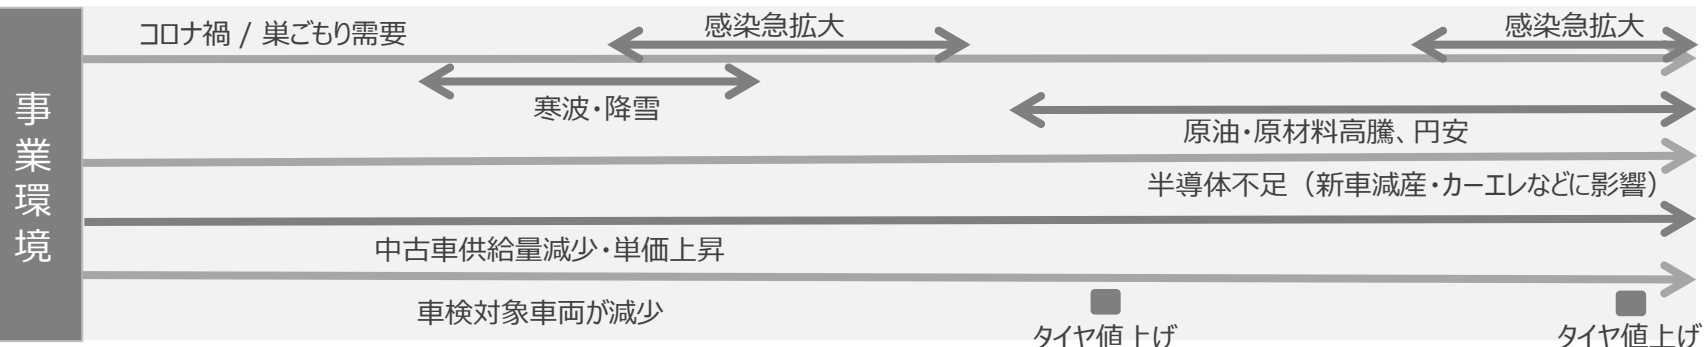 事業環境
コロナ禍 / 巣ごもり需要
感染急拡大
感染急拡大
寒波・降雪
原油・原材料高騰、円安
半導体不足（新車減産・カーエレなどに影響）
中古車供給量減少・単価上昇
車検対象車両が減少
タイヤ値上げ
タイヤ値上げ